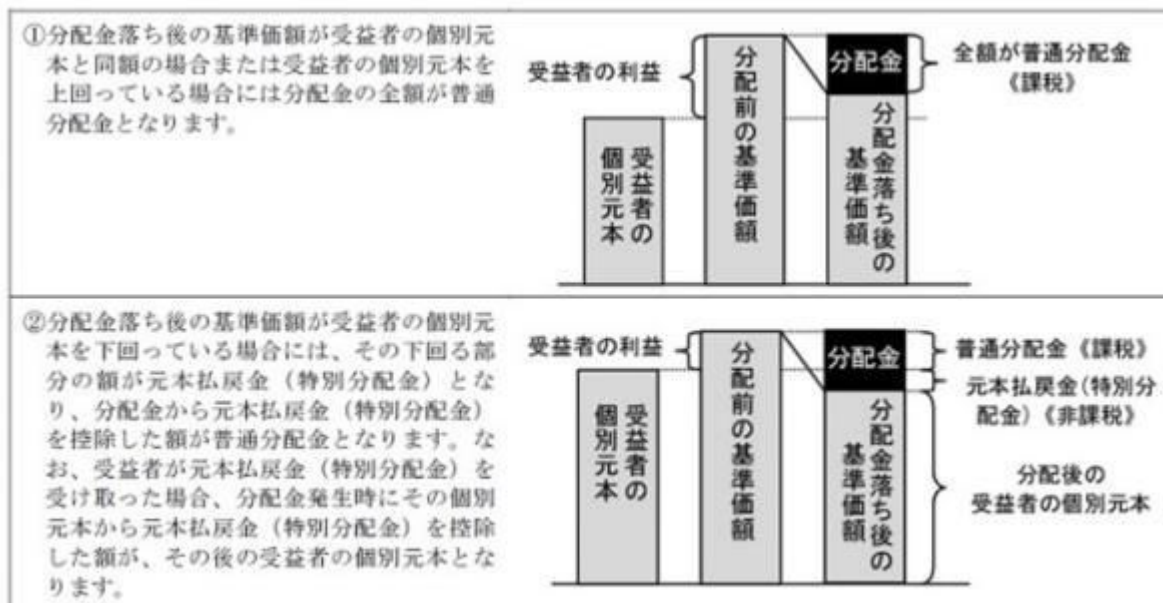 ①分配金落ち後の基準価額が受益者の個別元
本と同額の場合または受益者の個別元本を
上回っている場合には分配金の全額が普通
分配金となります。
受益者の利益
受益者の
個別元本
分配前の基準価額
分配金
分配金落ち後の
基準価額
全額が普通分配金
《課税》
②分配金落ち後の基準価額が受益者の個別元
本を下回っている場合には、その下回る部
分の額が元本払戻金（特別分配金）とな
り、分配金から元本払戻金（特別分配金）
を控除した額が普通分配金となります。な
お、受益者が元本払戻金（特別分配金）を
受け取った場合、分配金発生時にその個別
元本から元本払戻金（特別分配金）を控除
した額が、その後の受益者の個別元本とな
ります。
受益者の利益
受益者の
個別元本
分配前の基準価額
分配金
分配金落ち後の
基準価額
普通分配金《課税》
元本払戻金(特別分
配金)《非課税》
分配後の
受益者の個別元本